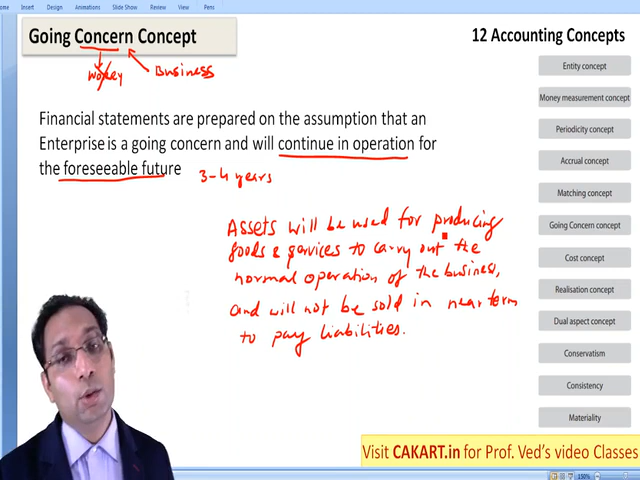 Insert Design Animations Slide Show Review View Pens
Going Concern Concept
12 Accounting Concepts
Business
Financial statements are prepared on the assumption that an
Enterprise is a going concern and will continue in operation for
the foreseeable future
3-4 years
Assets will be used for producing
goods & services to carry out the
normal operation of the business,
and will not be sold in near term
to pay liabilities.
Entity concept
Money measurement concept
Periodicity concept
Accrual concept
Matching concept
Going Concern concept
Cost concept
Realisation concept
Dual aspect concept
Conservatism
Consistency
Materiality
Visit CAKART.in for Prof. Ved's video Classes
150%